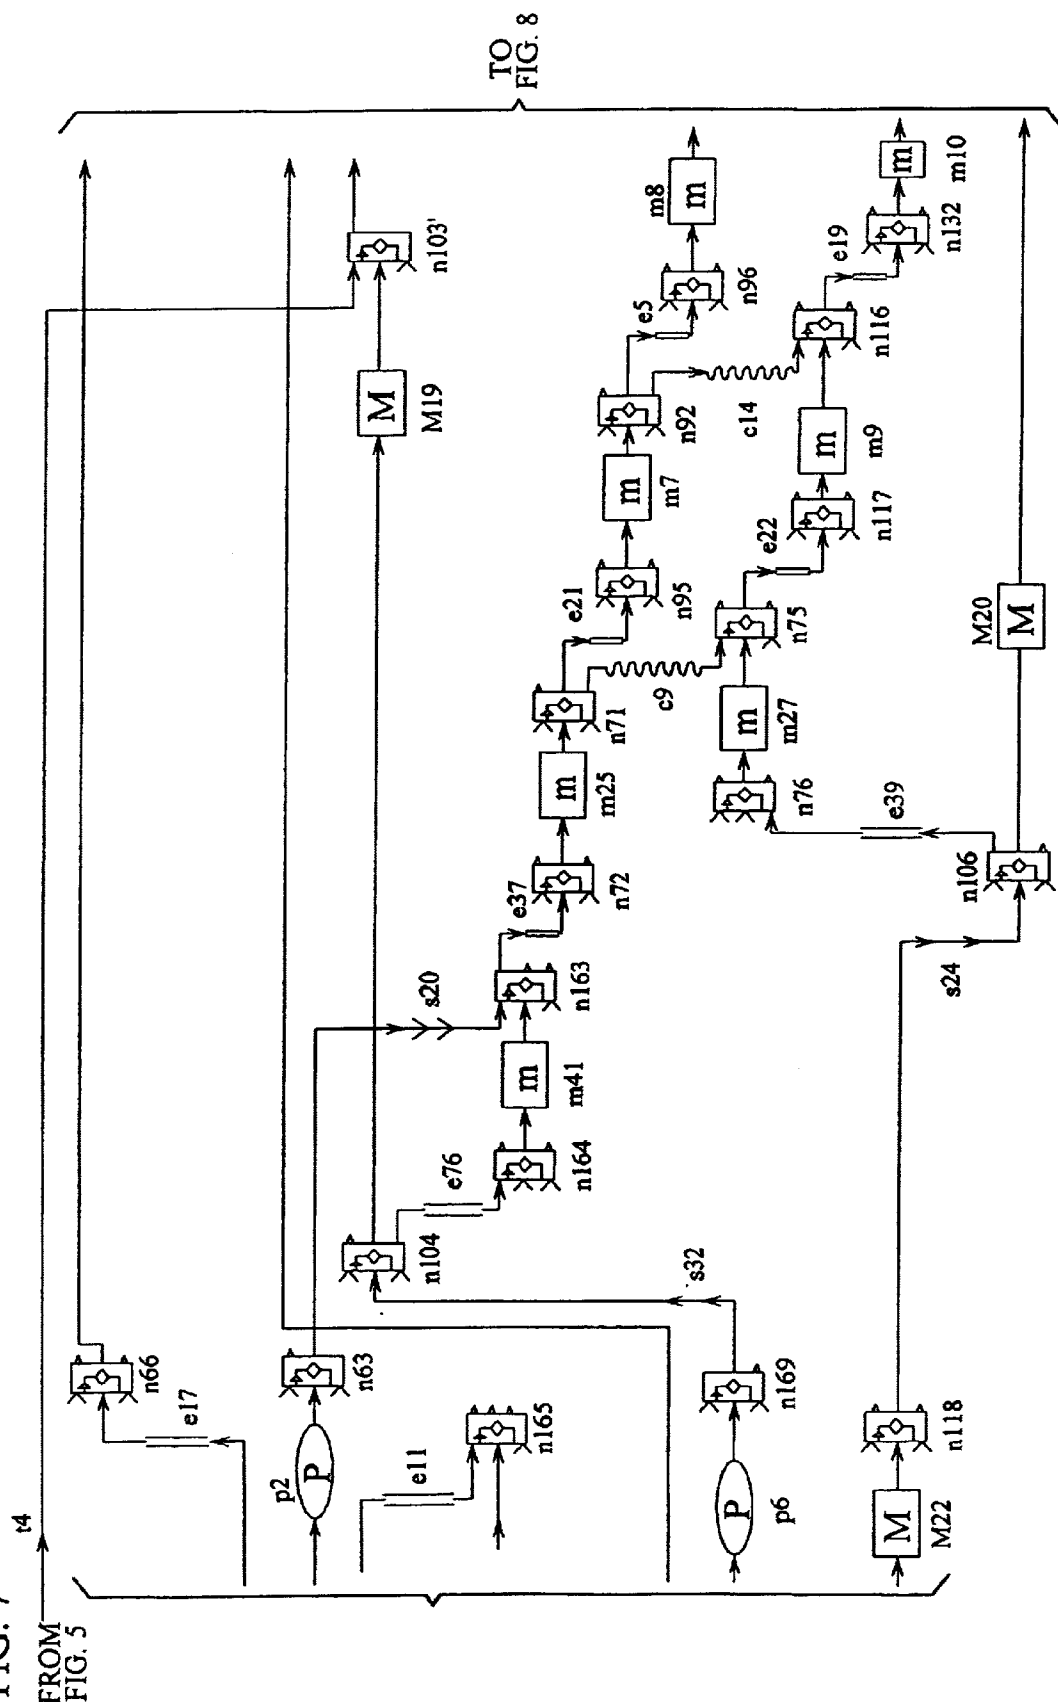 FIG. 7
FROM
FIG. 5
t4
TO
FIG. 8
n66
e17
p2
P
n63
e11
n165
n104
e76
n164
m
m41
n163
s20
e37
n72
m
m25
n71
e21
n95
m
m7
n92
e5
n96
m
m8
M
M19
n103'
c9
c14
P
p6
n169
s32
M
M22
n118
s24
n106
e39
n76
m
m27
n75
e22
n117
m
m9
n116
e19
n132
m
m10
M20
M